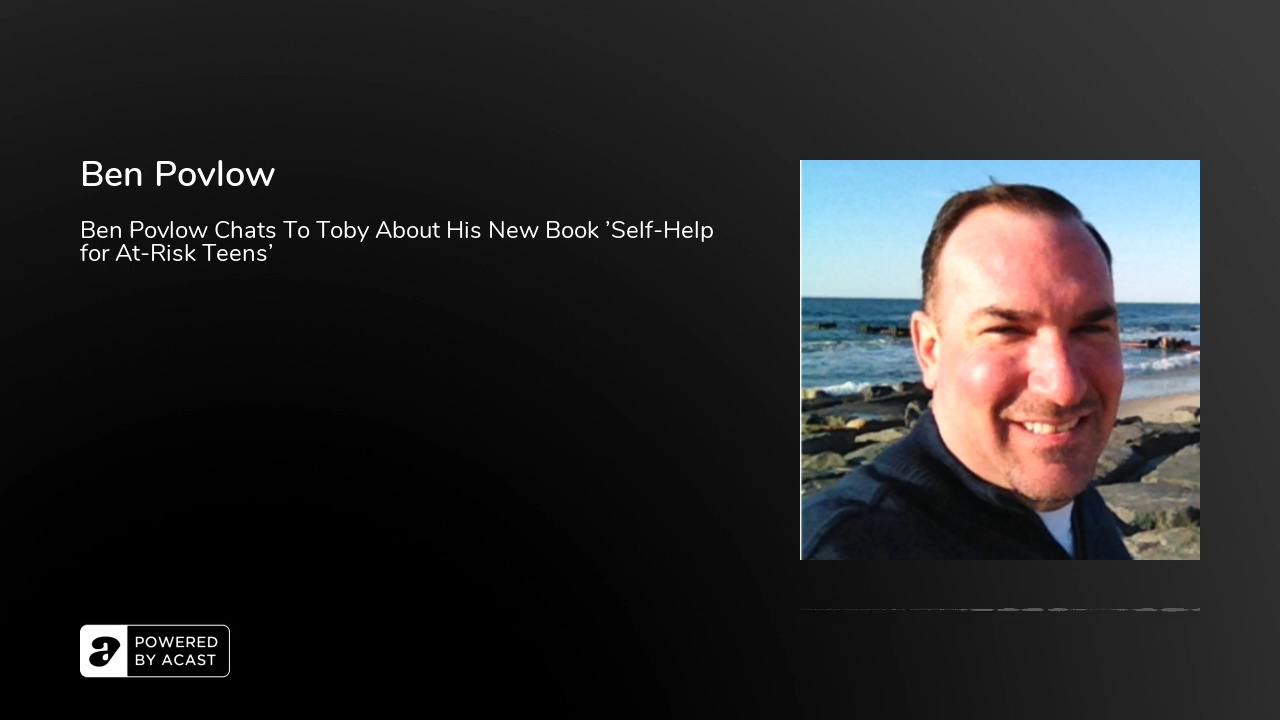 Ben Povlow
Ben Povlow Chats To Toby About His New Book ’Self-Help
for At-Risk Teens’
a POWERED
BY ACAST